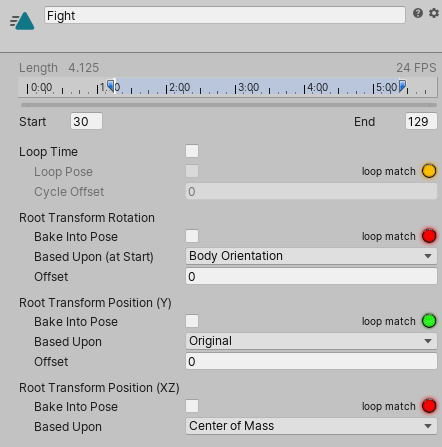 Fight
Length 4.125 24 FPS
0:00 1:00 2:00 3:00 4:00 5:00
Start 30 End 129
Loop Time
Loop Pose loop match
Cycle Offset 0
Root Transform Rotation
Bake Into Pose loop match
Based Upon (at Start) Body Orientation
Offset 0
Root Transform Position (Y)
Bake Into Pose loop match
Based Upon Original
Offset 0
Root Transform Position (XZ)
Bake Into Pose loop match
Based Upon Center of Mass